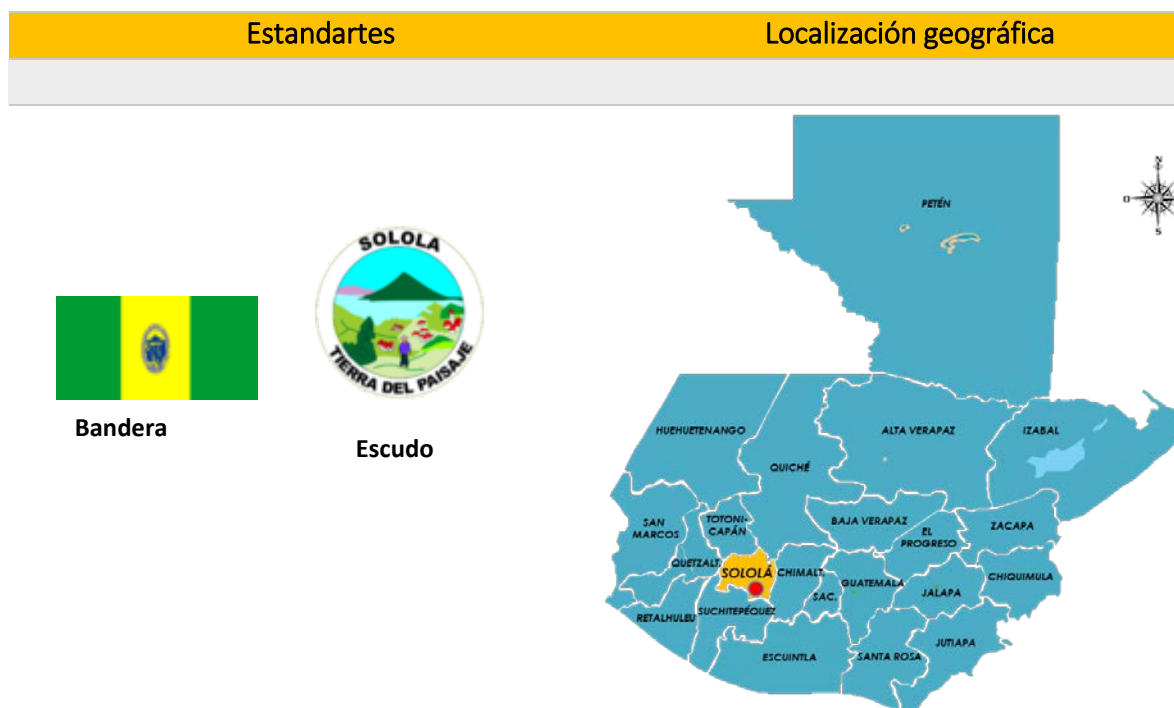 Estandartes
Localización geográfica
SOLOLA
TIERRA DEL PAISAJE
Bandera
Escudo
N
O
S
PETÉN
HUEHUETENANGO
QUICHÉ
ALTA VERAPAZ
IZABAL
SAN
MARCOS
TOTONI-
CAPÁN
BAJA VERAPAZ
EL
PROGRESO
ZACAPA
QUETZALT.
SOLOLÁ
CHIMALT.
GUATEMALA
CHIQUIMULA
SAC.
JALAPA
RETALHULEU
SUCHITEPÉQUEZ
ESCUINTLA
SANTA ROSA
JUTIAPA